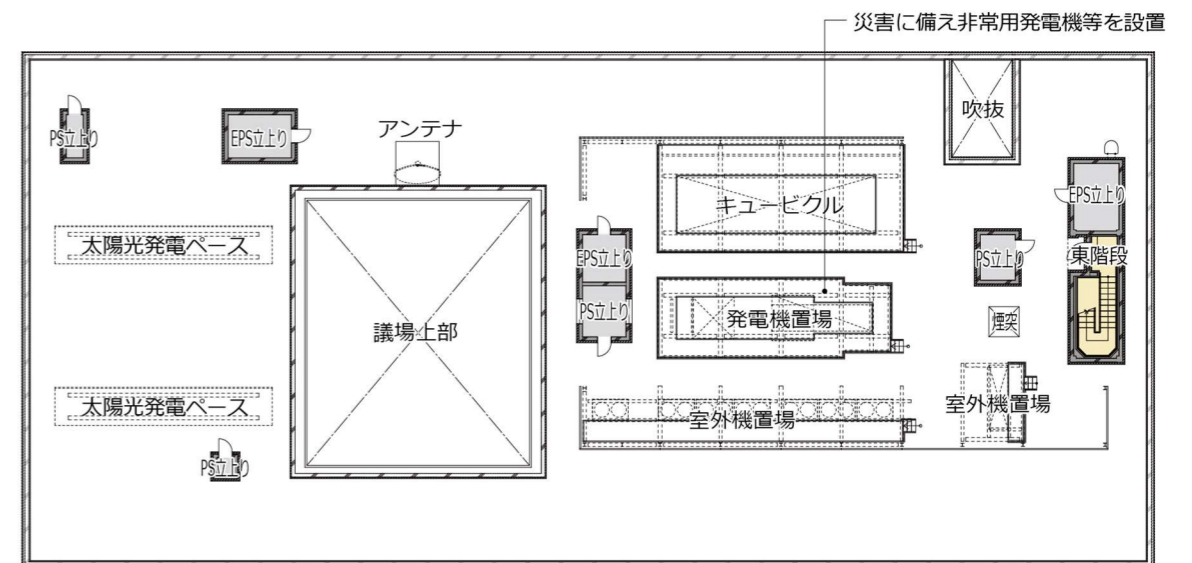 災害に備え非常用発電機等を設置
吹抜
PS立上り
EPS立上り
アンテナ
キュービクル
EPS立上り
太陽光発電ペース
EPS立上り
PS立上り
東階段
PS立上り
発電機置場
煙突
議場上部
太陽光発電ペース
室外機置場
室外機置場
PS立上り